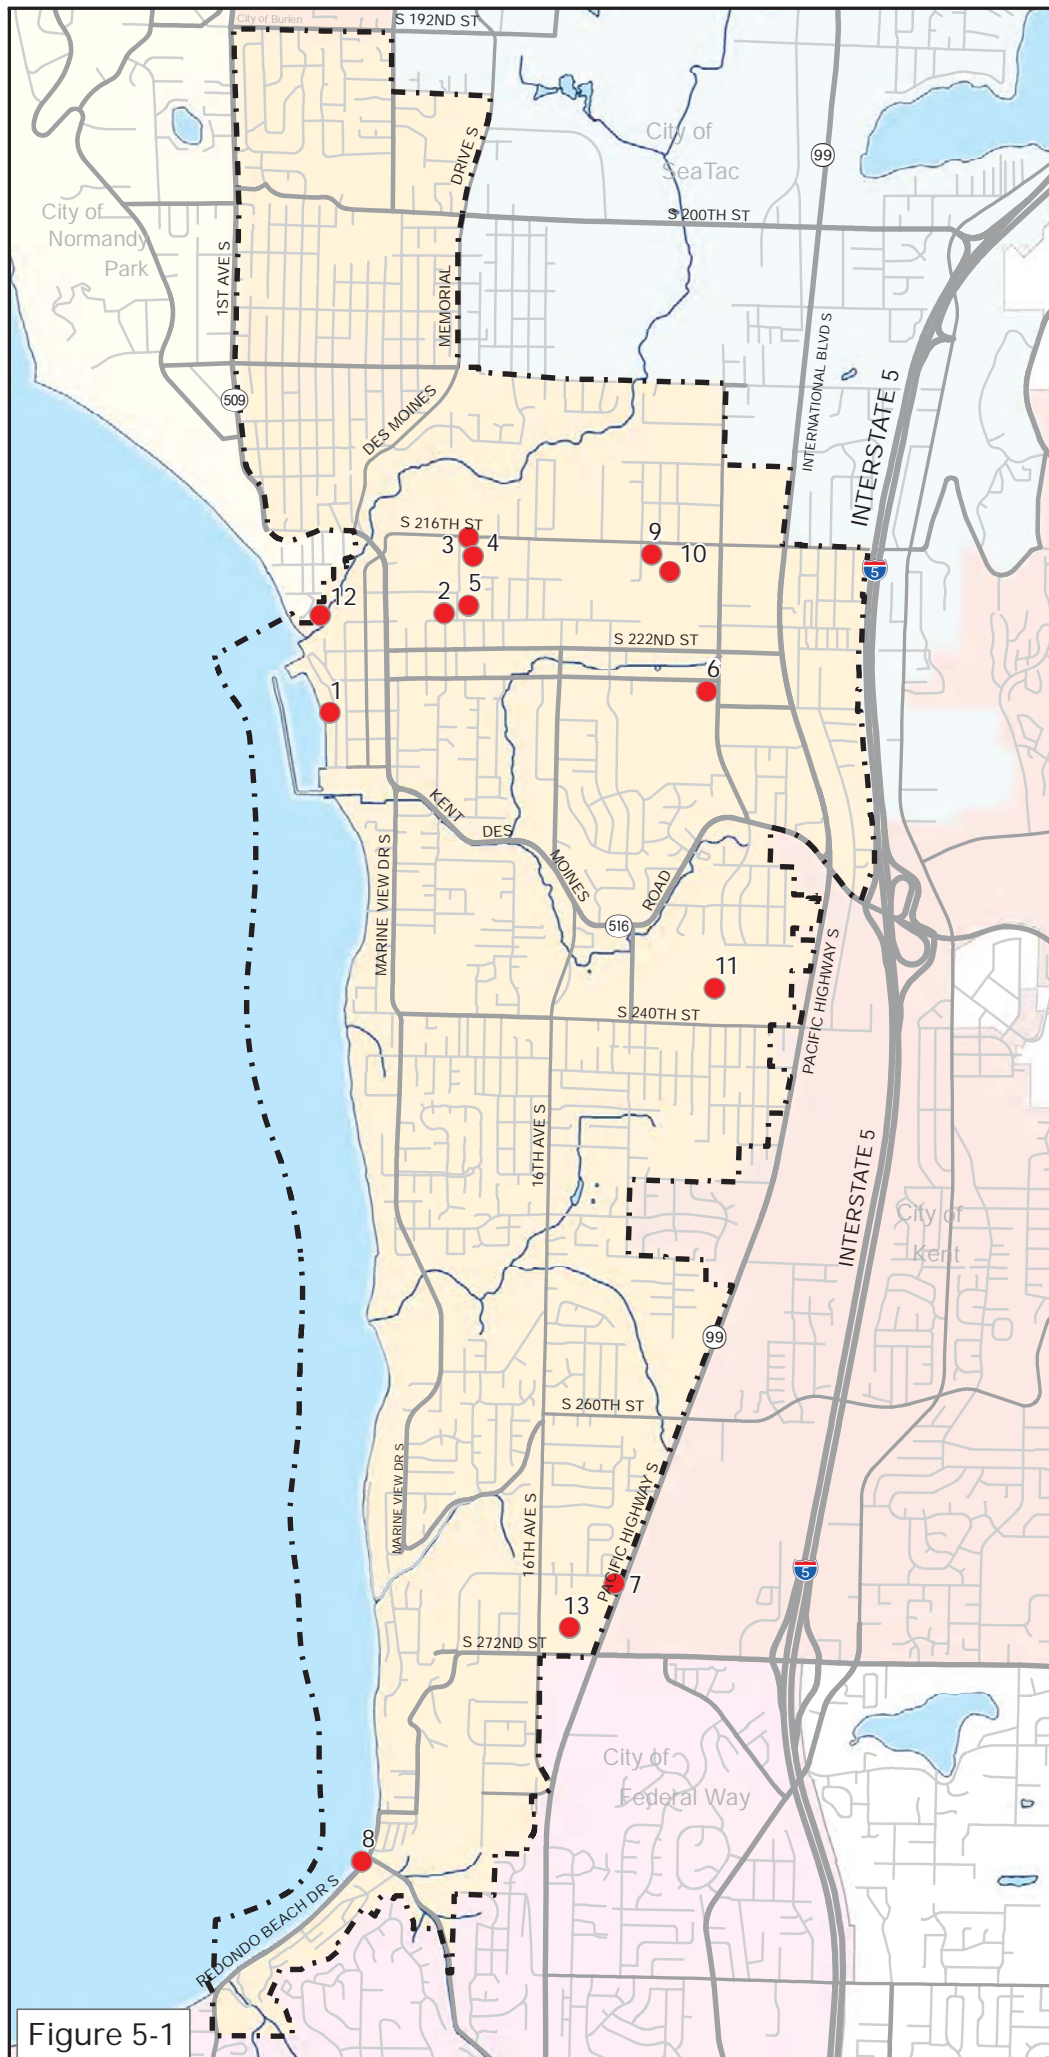 City of Burien
S 192ND ST
City of
SeaTac
99
DRIVE S
S 200TH ST
City of
Normandy
Park
1ST AVE S
MEMORIAL
INTERNATIONAL BLVD S
INTERSTATE 5
509
DES MOINES
S 216TH ST
3
4
9
10
5
2
5
12
S 222ND ST
6
1
KENT
DES
MOINES
ROAD
516
MARINE VIEW DR S
11
S 240TH ST
PACIFIC HIGHWAY S
16TH AVE S
INTERSTATE 5
City of
Kent
99
S 260TH ST
MARINE VIEW DR S
16TH AVE S
PACIFIC HIGHWAY S
5
7
13
S 272ND ST
City of
Federal Way
8
REDONDO BEACH DR S
Figure 5-1